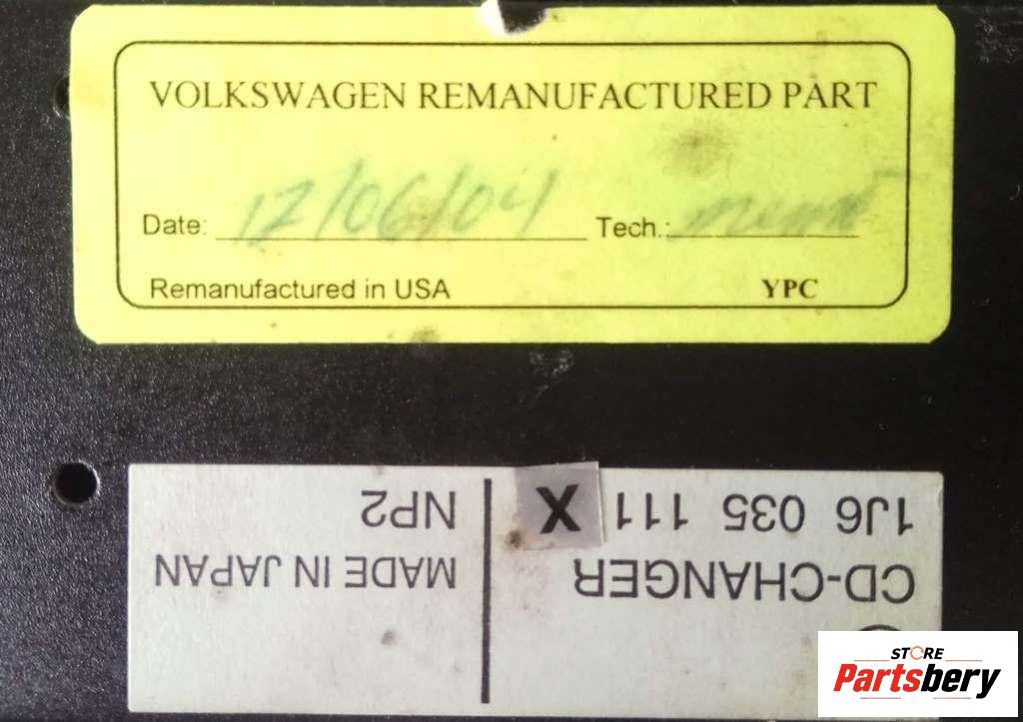 VOLKSWAGEN REMANUFACTURED PART
Date: 12/06/04 Tech.:
Remanufactured in USA YPC
CD-CHANGER
1J6 035 111 X
MADE IN JAPAN
NP2
STORE
Partsbery